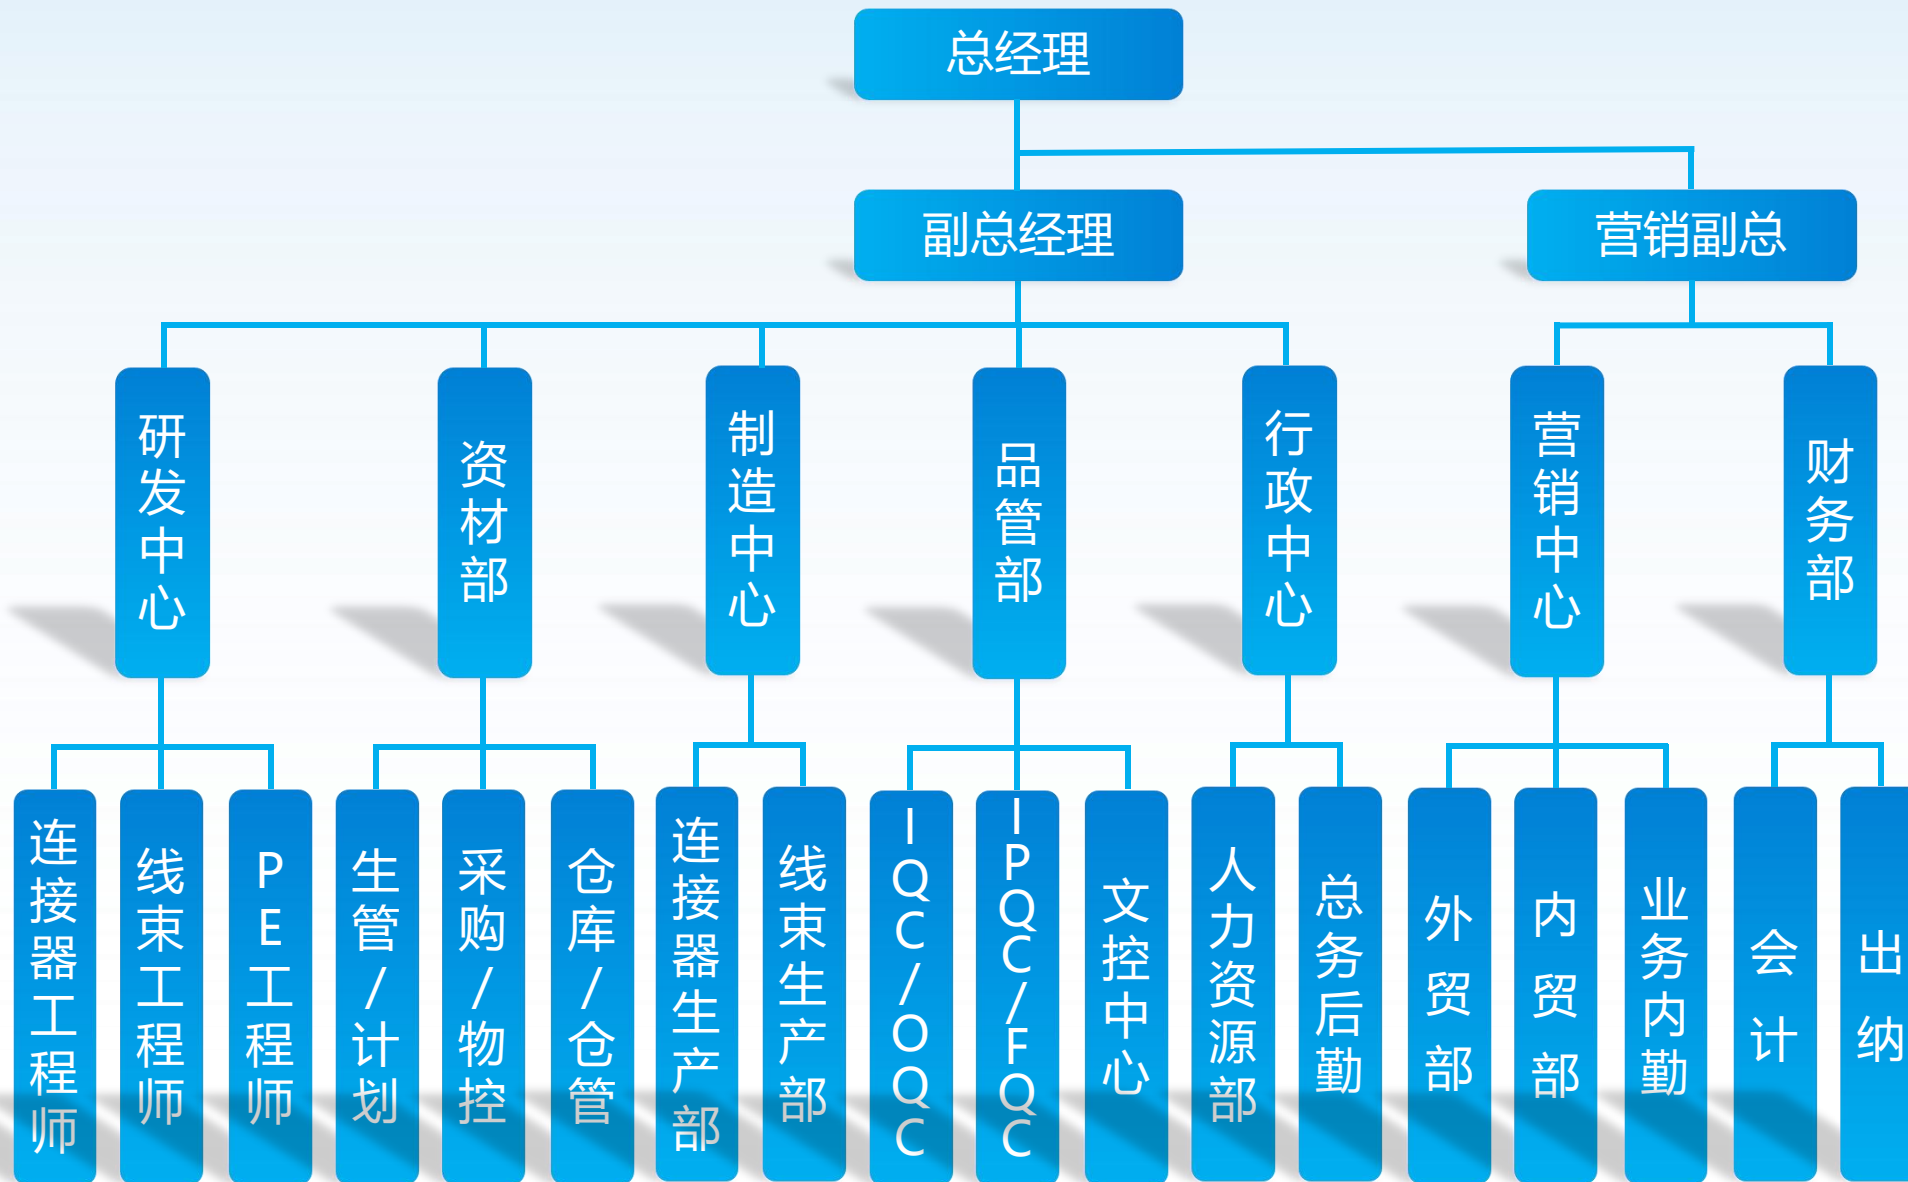 总经理
副总经理
营销副总
研发中心
资材部
制造中心
品管部
行政中心
营销中心
财务部
连接器工程师
线束工程师
PE工程师
生管/计划
采购/物控
仓库/仓管
连接器生产部
线束生产部
IQC/OQC
IPQC/FQC
文控中心
人力资源部
总务后勤
外贸部
内贸部
业务内勤
会计
出纳